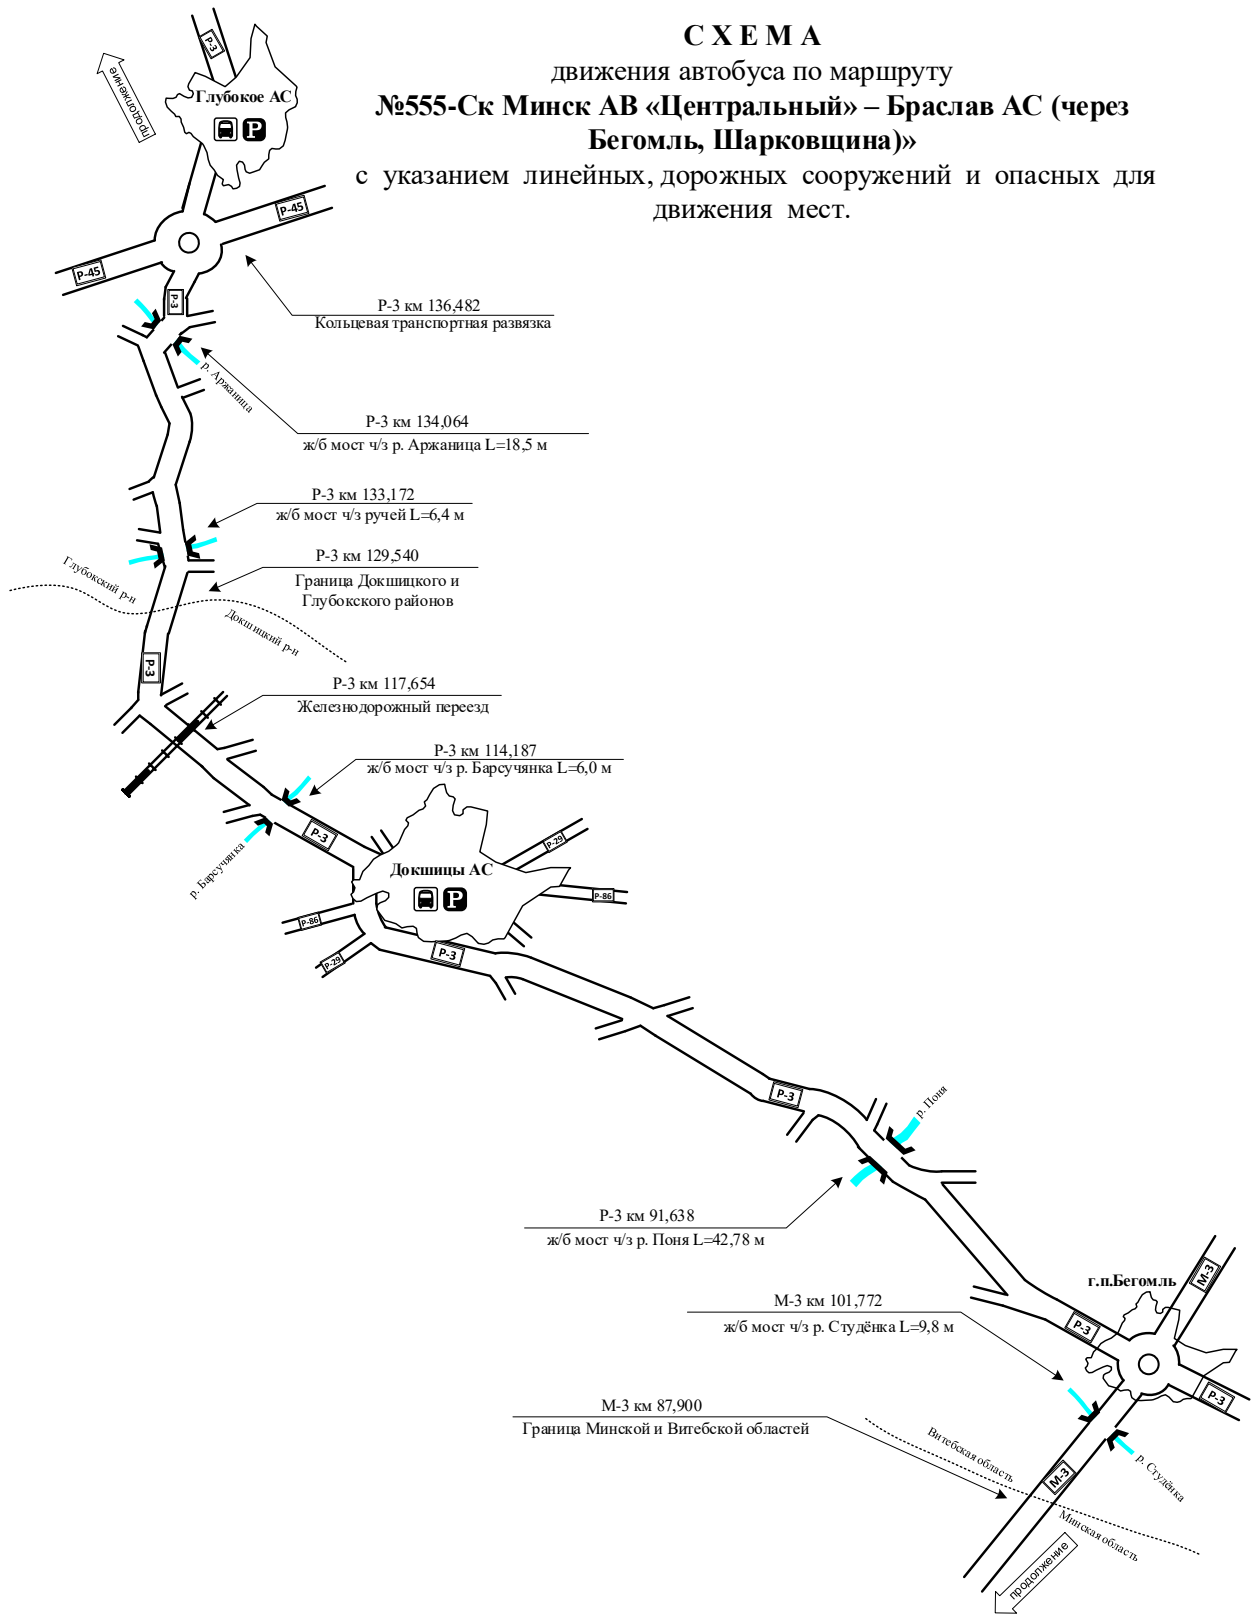 С Х Е М А
движения автобуса по маршруту
№555-Ск Минск АВ «Центральный» – Браслав АС (через
Бегомль, Шарковщина)»
с указанием линейных, дорожных сооружений и опасных для
движения мест.
Р-3
продолжение
Глубокое АС
P
Р-45
Р-45
Р-3
Р-3 км 136,482
Кольцевая транспортная развязка
р. Аржаница
Р-3 км 134,064
ж/б мост ч/з р. Аржаница L=18,5 м
Р-3 км 133,172
ж/б мост ч/з ручей L=6,4 м
Р-3 км 129,540
Граница Докшицкого и
Глубокского районов
Глубокский р-н
Докшицкий р-н
Р-3
Р-3 км 117,654
Железнодорожный переезд
Р-3 км 114,187
ж/б мост ч/з р. Барсучянка L=6,0 м
Р-3
р. Барсучянка
Р-29
Докшицы АС
P
Р-86
Р-86
Р-29
Р-3
Р-3
р. Поня
Р-3 км 91,638
ж/б мост ч/з р. Поня L=42,78 м
М-3
г.п.Бегомль
М-3 км 101,772
ж/б мост ч/з р. Студёнка L=9,8 м
Р-3
Р-3
М-3 км 87,900
Граница Минской и Витебской областей
Витебская область
М-3
р. Студёнка
Минская область
продолжение